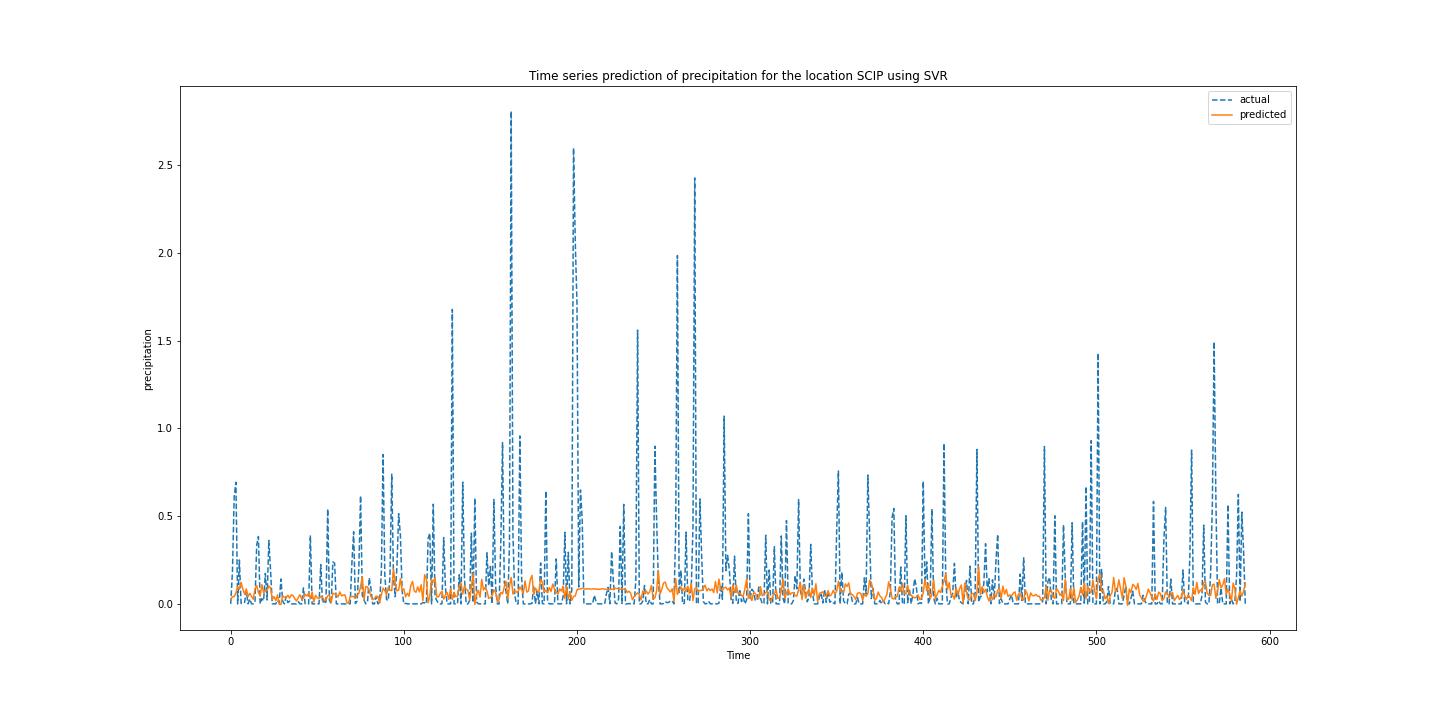 Time series prediction of precipitation for the location SCIP using SVR
actual
predicted
2.5
2.0
1.5
1.0
0.5
0.0
precipitation
0 100 200 300 400 500 600
Time